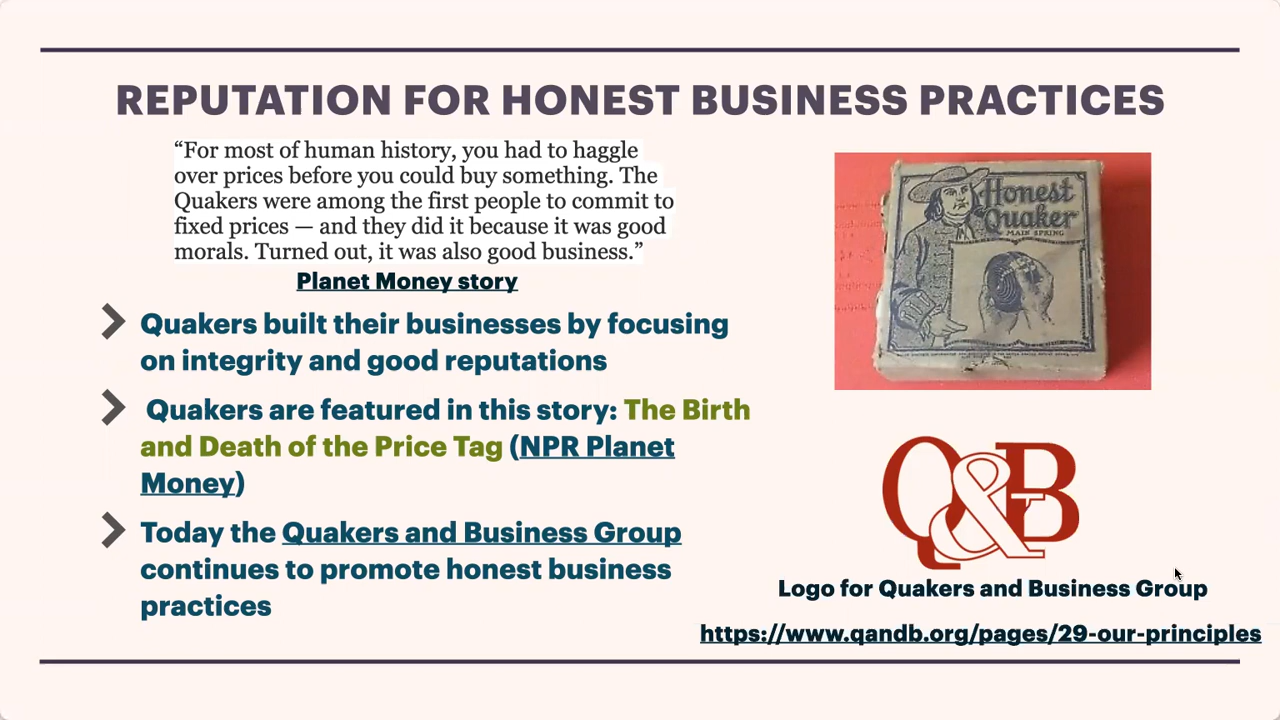 REPUTATION FOR HONEST BUSINESS PRACTICES
“For most of human history, you had to haggle
over prices before you could buy something. The
Quakers were among the first people to commit to
fixed prices — and they did it because it was good
morals. Turned out, it was also good business.”
Planet Money story
Quakers built their businesses by focusing
on integrity and good reputations
Quakers are featured in this story: The Birth
and Death of the Price Tag (NPR Planet
Money)
Today the Quakers and Business Group
continues to promote honest business
practices
Honest
Quaker
MAIN SPRING
Q&B
Logo for Quakers and Business Group
https://www.qandb.org/pages/29-our-principles